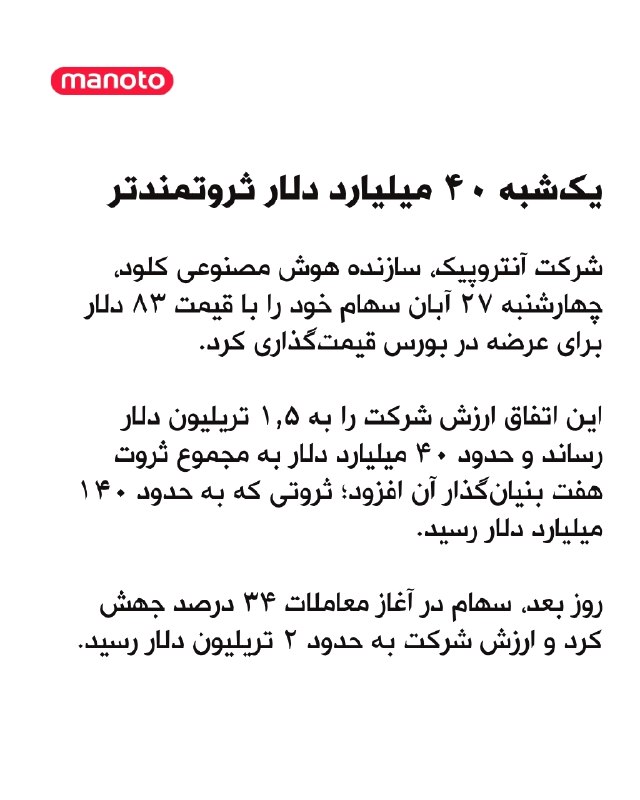 manoto
یک‌شبه ۴۰ میلیارد دلار ثروتمندتر
شرکت آنتروپیک، سازنده هوش مصنوعی کلود،
چهارشنبه ۲۷ آبان سهام خود را با قیمت ۸۳ دلار
برای عرضه در بورس قیمت‌گذاری کرد.
این اتفاق ارزش شرکت را به ۱,۵ تریلیون دلار
رساند و حدود ۴۰ میلیارد دلار به مجموع ثروت
هفت بنیان‌گذار آن افزود؛ ثروتی که به حدود ۱۴۰
میلیارد دلار رسید.
روز بعد، سهام در آغاز معاملات ۳۴ درصد جهش
کرد و ارزش شرکت به حدود ۲ تریلیون دلار رسید.